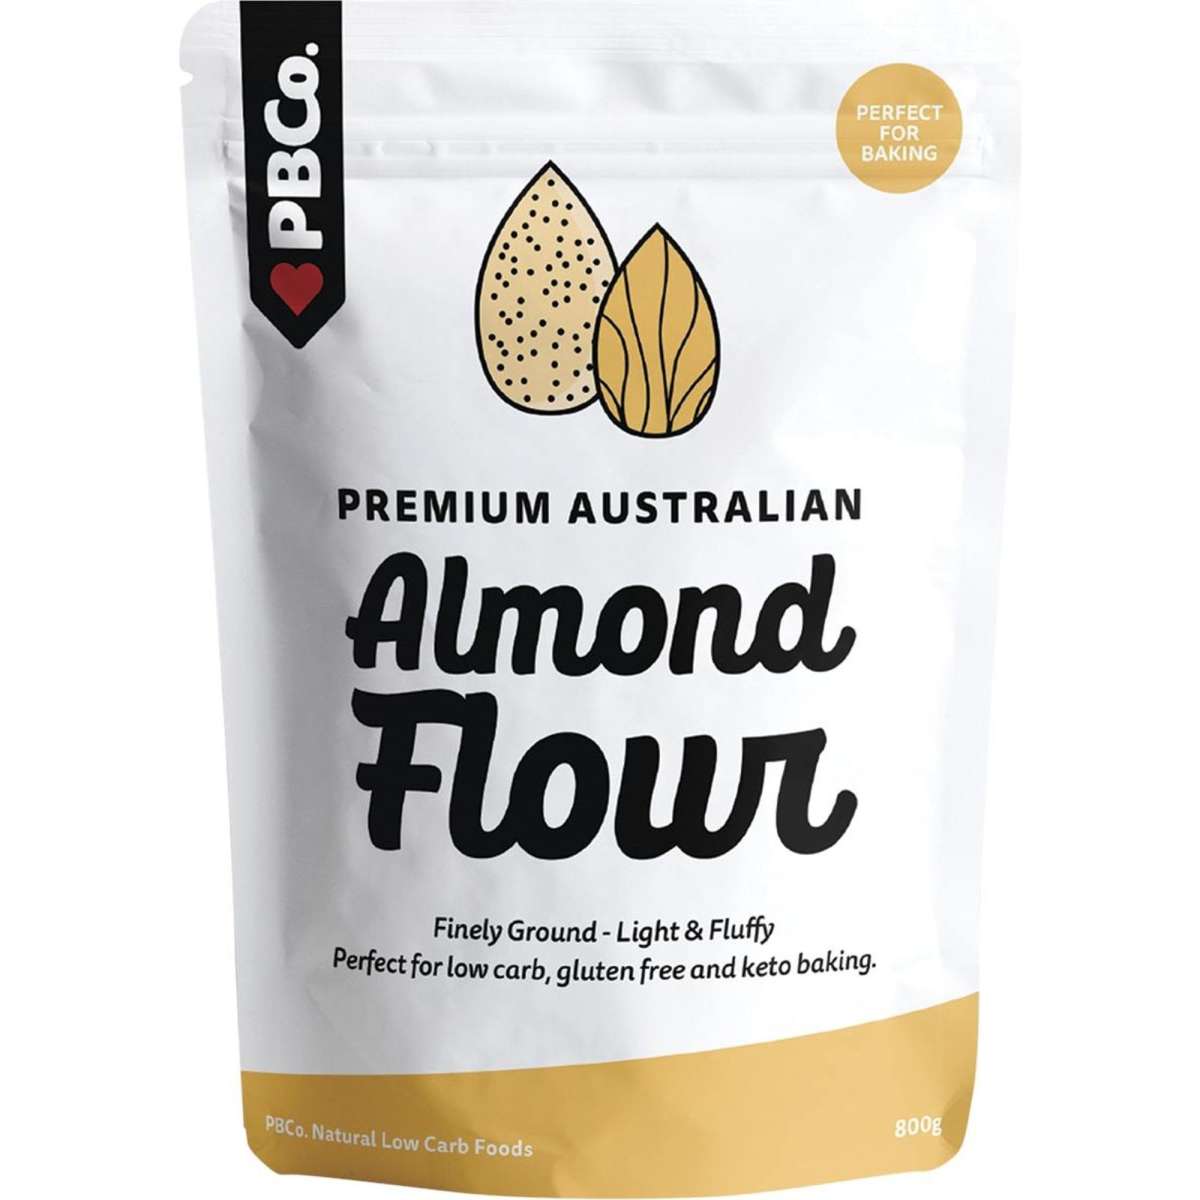 PBCo.
PERFECT
FOR
BAKING
PREMIUM AUSTRALIAN
Almond
Flour
Finely Ground - Light & Fluffy
Perfect for low carb, gluten free and keto baking.
PBCo. Natural Low Carb Foods
800g